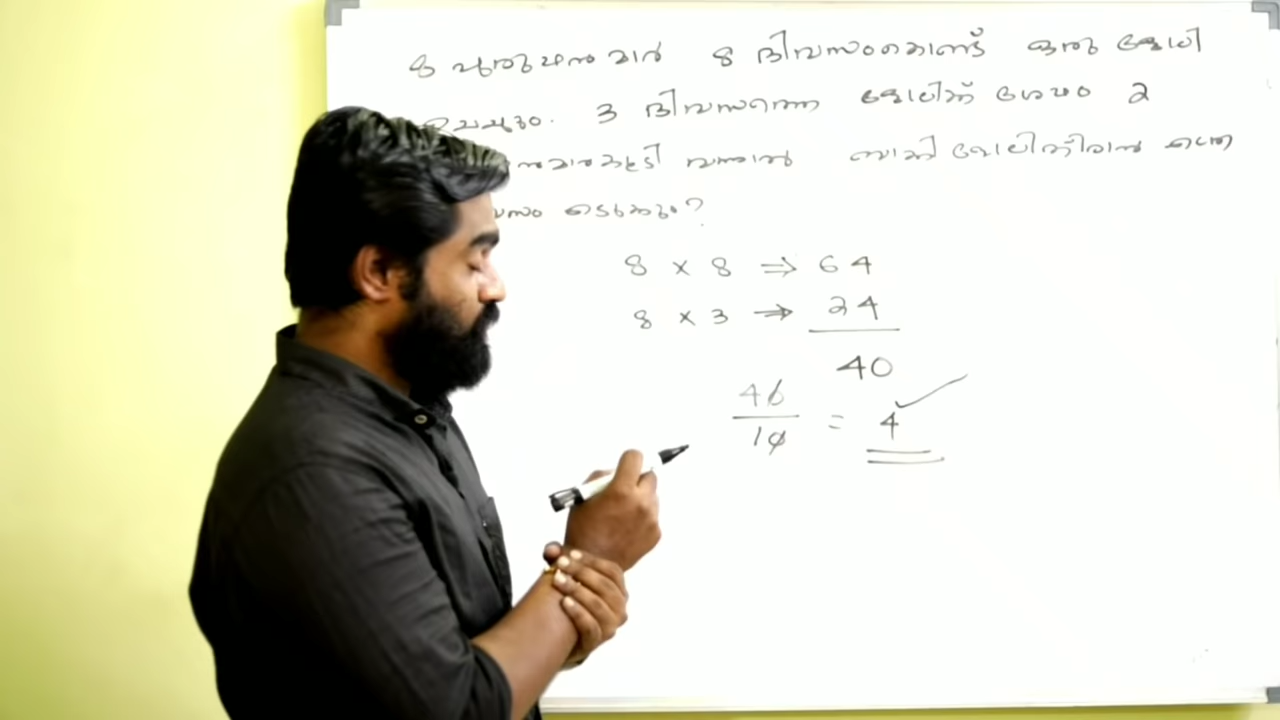 8 പുരുഷന്മാർ 8 ദിവസംകൊണ്ട് ഒരു ജോലി
3 ദിവസത്തെ ജോലിക്ക് ശേഷം 2
വന്നാൽ ബാക്കി ജോലിതീരാൻ എത്ര
എടുക്കും?
8 × 8 ⇒ 64
8 × 3 → 24
40
40
10 = 4 ✓